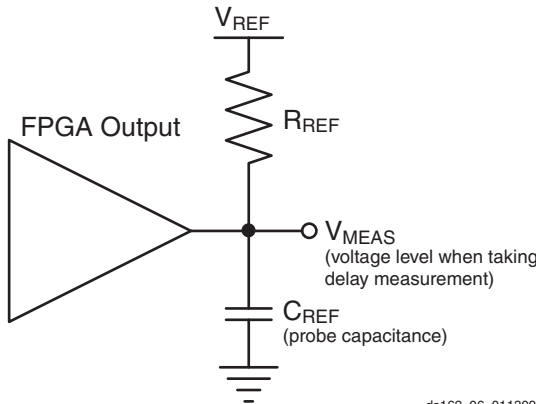 VREF
FPGA Output
RREF
VMEAS
(voltage level when taking
delay measurement)
CREF
(probe capacitance)